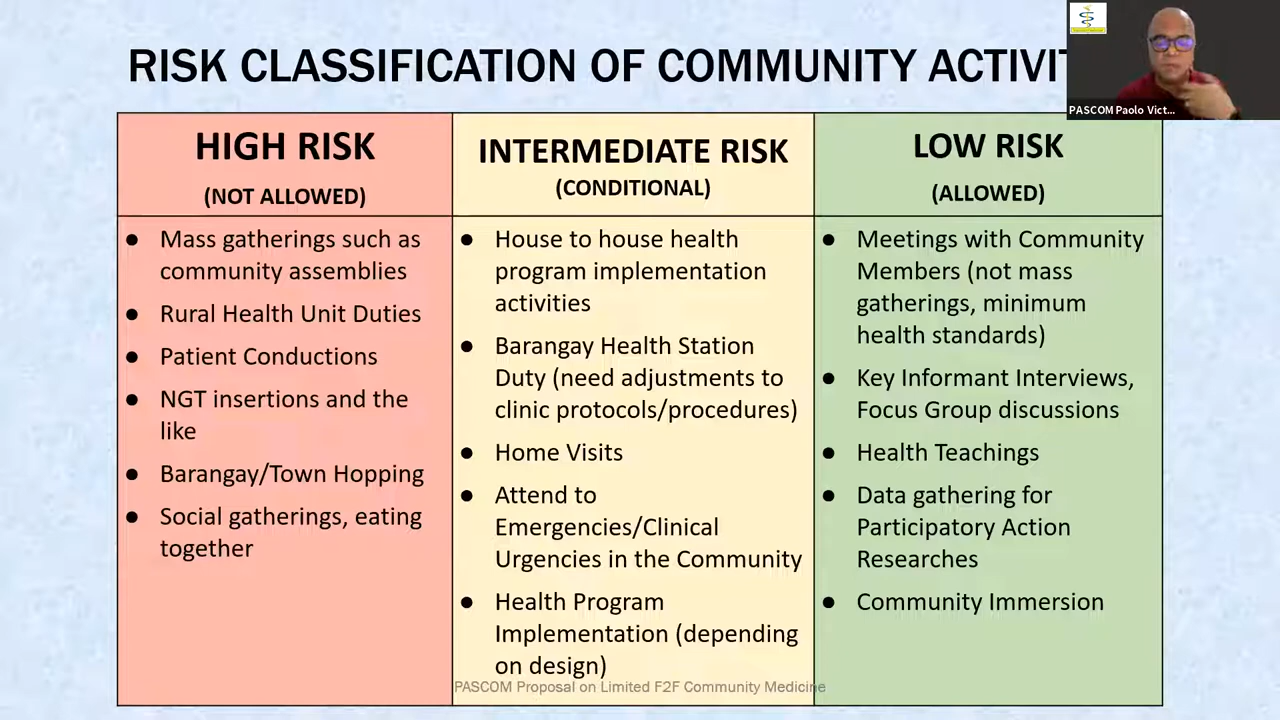 RISK CLASSIFICATION OF COMMUNITY ACTIVIT
PASCOM Paolo Vict...
HIGH RISK
(NOT ALLOWED)
● Mass gatherings such as
community assemblies
● Rural Health Unit Duties
● Patient Conductions
● NGT insertions and the
like
● Barangay/Town Hopping
● Social gatherings, eating
together
INTERMEDIATE RISK
(CONDITIONAL)
● House to house health
program implementation
activities
● Barangay Health Station
Duty (need adjustments to
clinic protocols/procedures)
● Home Visits
● Attend to
Emergencies/Clinical
Urgencies in the Community
● Health Program
Implementation (depending
on design)
LOW RISK
(ALLOWED)
● Meetings with Community
Members (not mass
gatherings, minimum
health standards)
● Key Informant Interviews,
Focus Group discussions
● Health Teachings
● Data gathering for
Participatory Action
Researches
● Community Immersion
PASCOM Proposal on Limited F2F Community Medicine